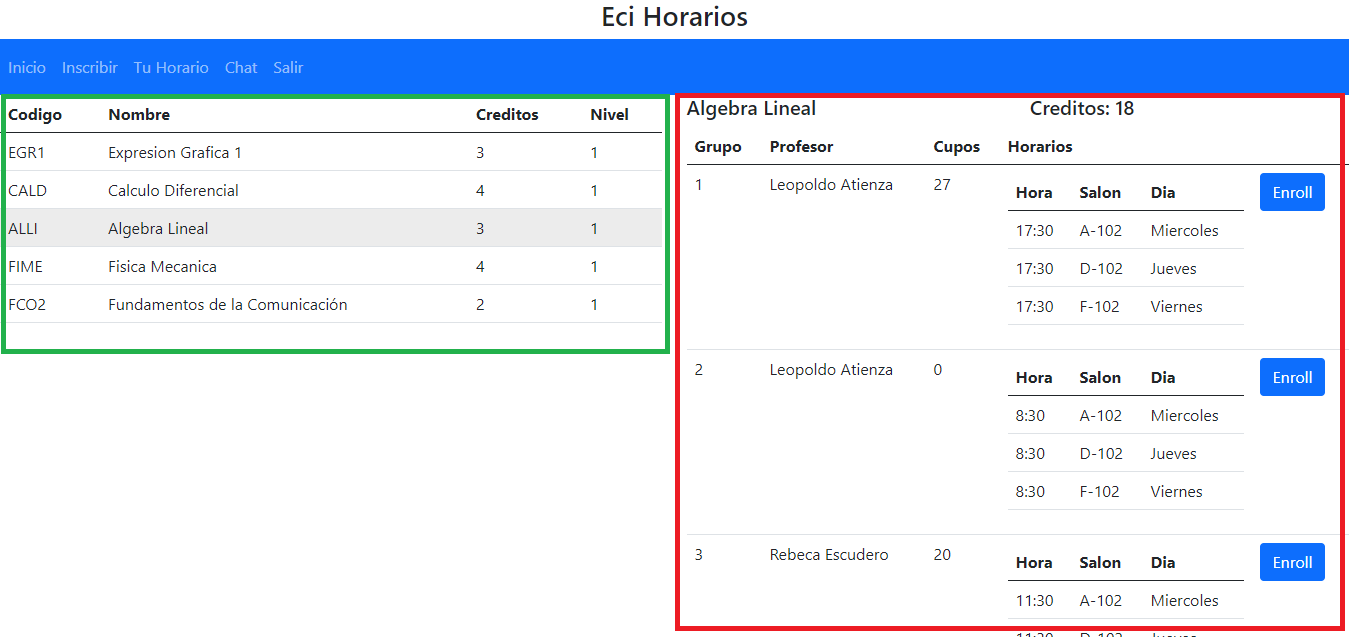 Eci Horarios
Inicio Inscribir Tu Horario Chat Salir
Codigo Nombre Creditos Nivel
EGR1 Expresion Grafica 1 3 1
CALD Calculo Diferencial 4 1
ALLI Algebra Lineal 3 1
FIME Fisica Mecanica 4 1
FCO2 Fundamentos de la Comunicación 2 1
Algebra Lineal Creditos: 18
Grupo Profesor Cupos Horarios
1 Leopoldo Atienza 27
Hora Salon Dia Enroll
17:30 A-102 Miercoles
17:30 D-102 Jueves
17:30 F-102 Viernes
2 Leopoldo Atienza 0
Hora Salon Dia Enroll
8:30 A-102 Miercoles
8:30 D-102 Jueves
8:30 F-102 Viernes
3 Rebeca Escudero 20
Hora Salon Dia Enroll
11:30 A-102 Miercoles
11:30 D-102 Jueves